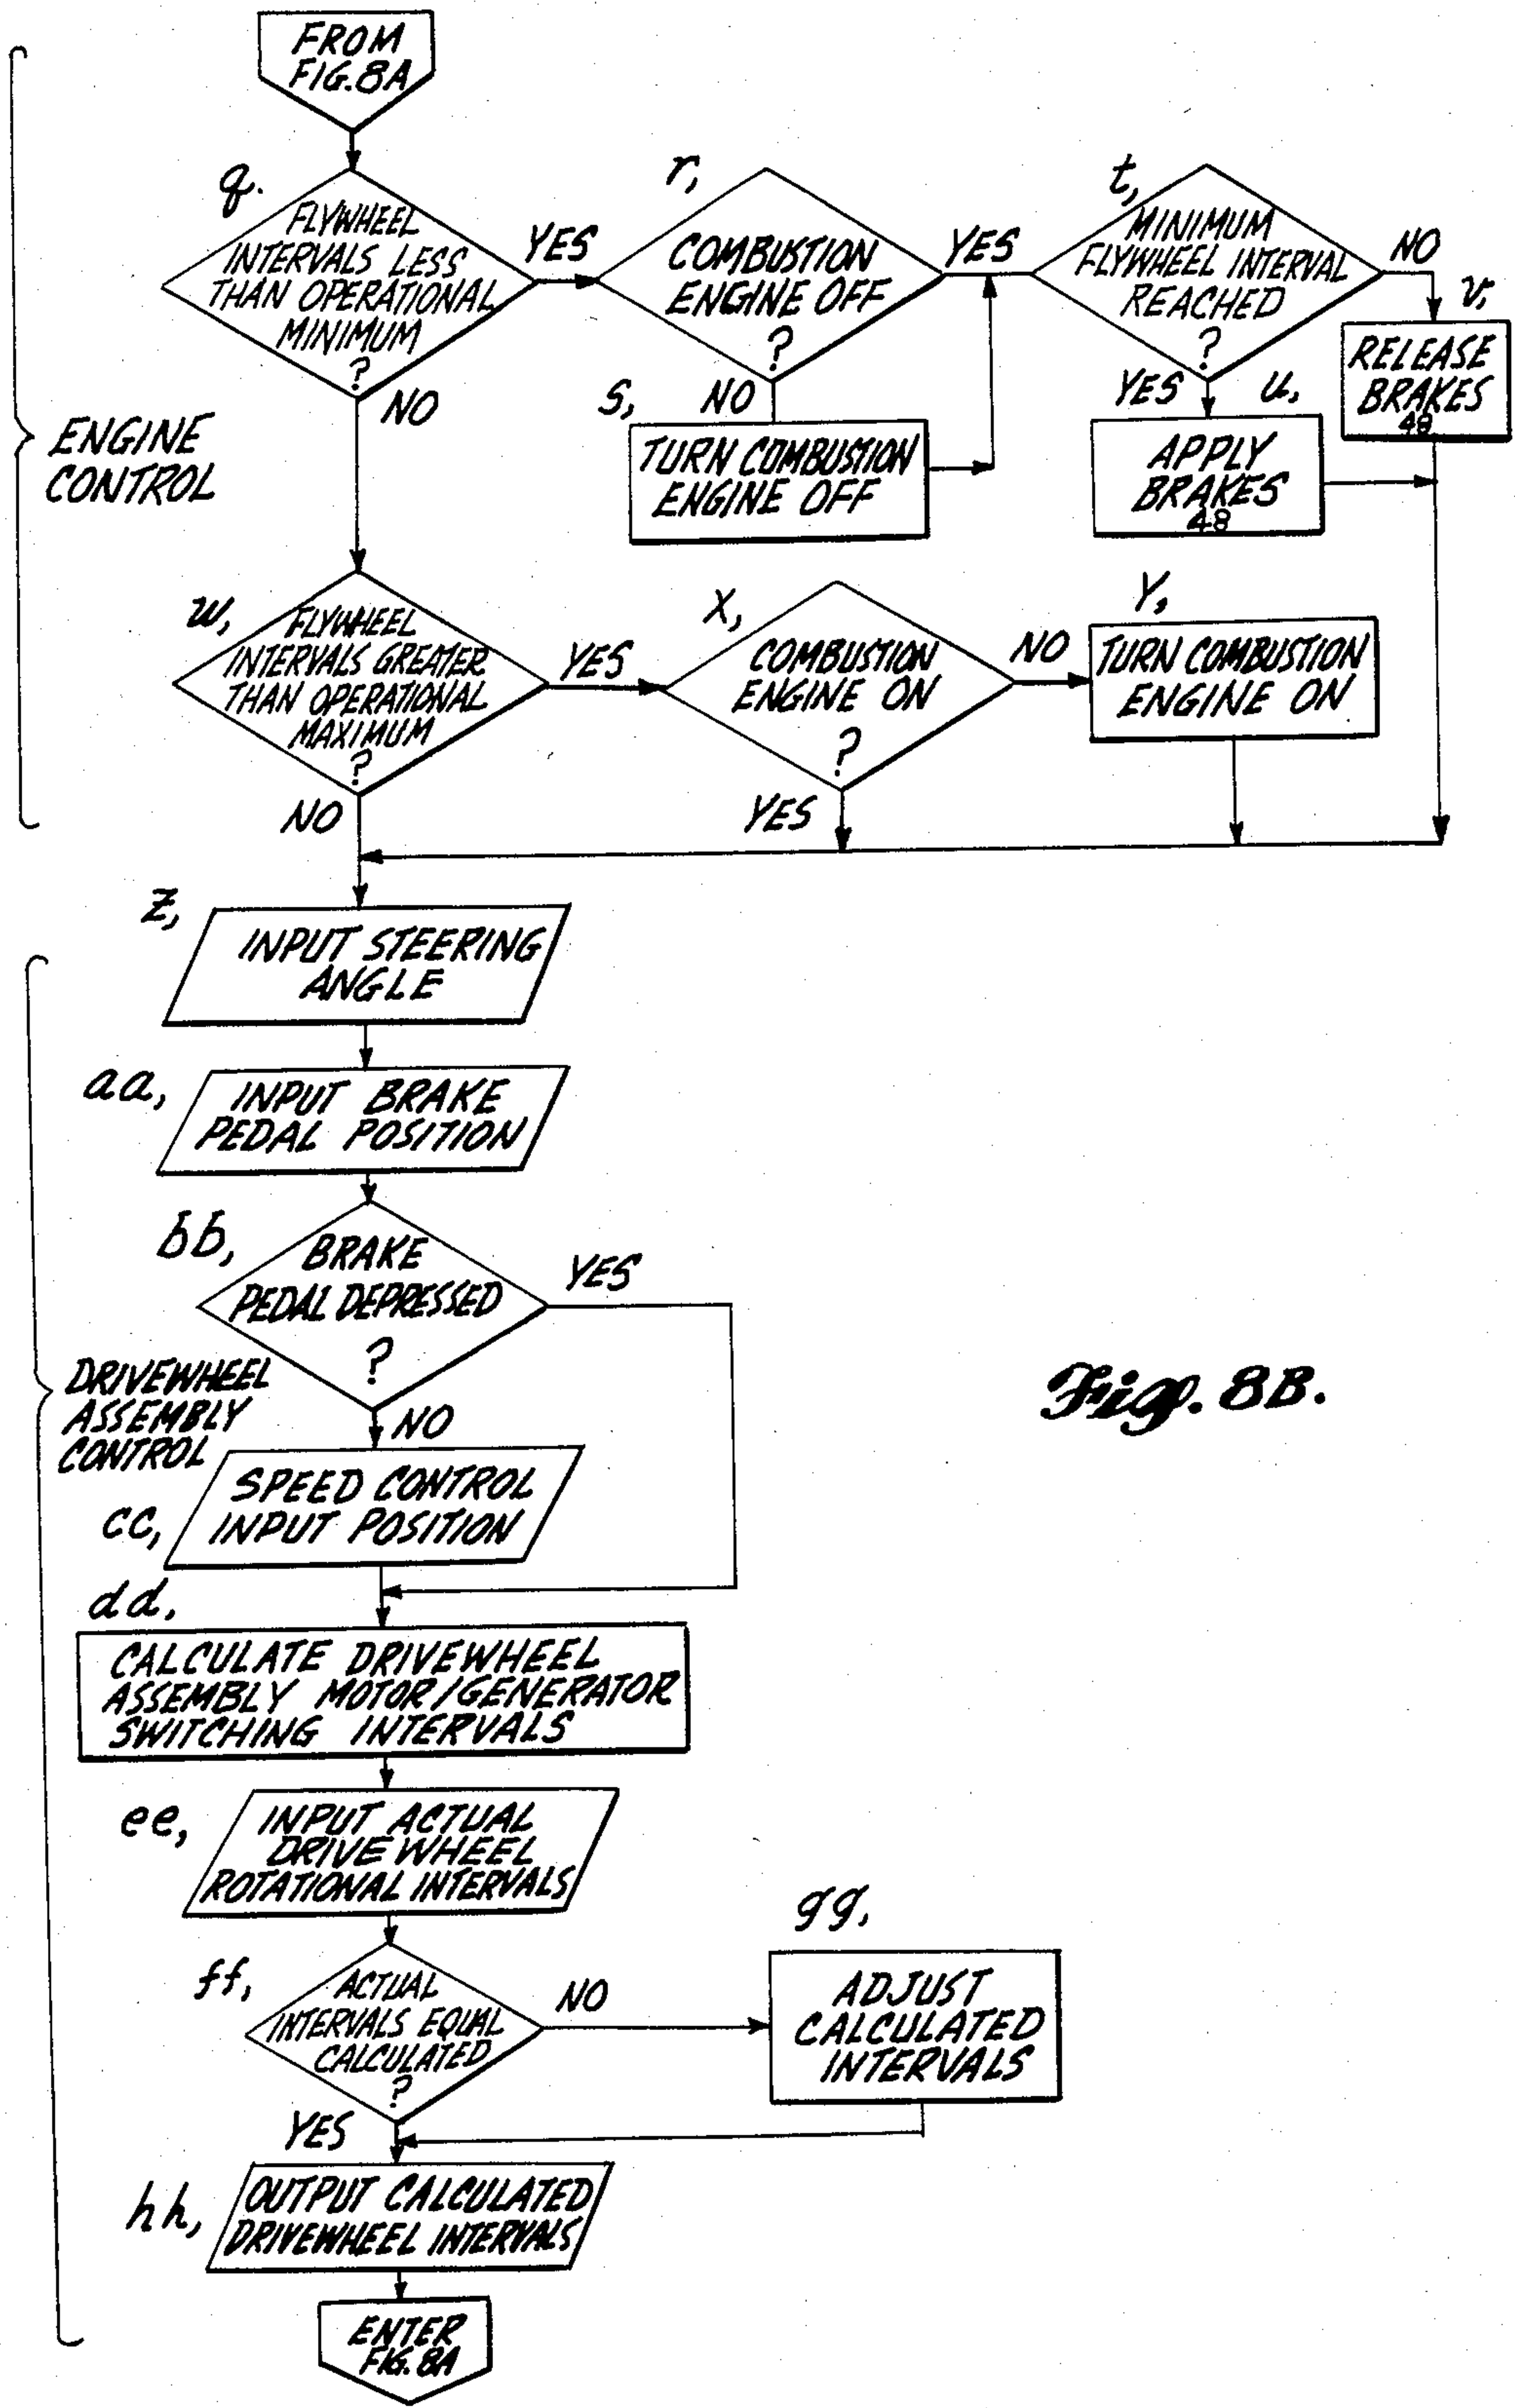 FROM
FIG. 8A
q.
FLYWHEEL
INTERVALS LESS
THAN OPERATIONAL
MINIMUM
?
YES
NO
r,
COMBUSTION
ENGINE OFF
?
YES
NO
s,
TURN COMBUSTION
ENGINE OFF
t,
MINIMUM
FLYWHEEL INTERVAL
REACHED
?
NO
YES
u,
APPLY
BRAKES
48
v,
RELEASE
BRAKES
48
ENGINE
CONTROL
w,
FLYWHEEL
INTERVALS GREATER
THAN OPERATIONAL
MAXIMUM
?
YES
NO
x,
COMBUSTION
ENGINE ON
?
NO
YES
Y,
TURN COMBUSTION
ENGINE ON
z,
INPUT STEERING
ANGLE
aa,
INPUT BRAKE
PEDAL POSITION
bb,
BRAKE
PEDAL DEPRESSED
?
YES
NO
DRIVEWHEEL
ASSEMBLY
CONTROL
cc,
SPEED CONTROL
INPUT POSITION
dd,
CALCULATE DRIVEWHEEL
ASSEMBLY MOTOR/GENERATOR
SWITCHING INTERVALS
ee,
INPUT ACTUAL
DRIVE WHEEL
ROTATIONAL INTERVALS
ff,
ACTUAL
INTERVALS EQUAL
CALCULATED
?
NO
YES
gg,
ADJUST
CALCULATED
INTERVALS
hh,
OUTPUT CALCULATED
DRIVEWHEEL INTERVALS
ENTER
FIG. 8A
Fig. 8B.